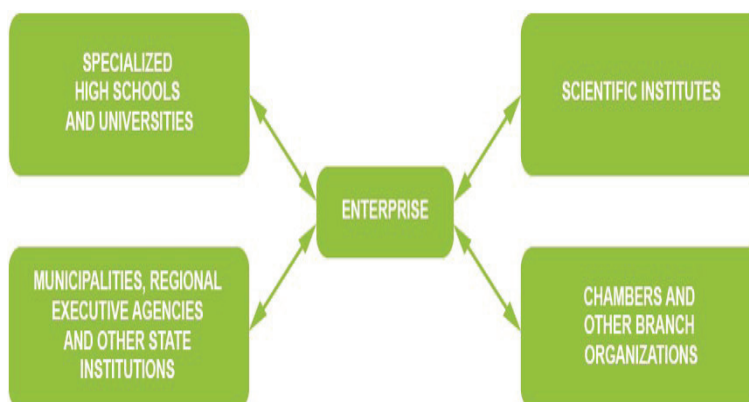 SPECIALIZED
HIGH SCHOOLS
AND UNIVERSITIES
SCIENTIFIC INSTITUTES
ENTERPRISE
MUNICIPALITIES, REGIONAL
EXECUTIVE AGENCIES
AND OTHER STATE
INSTITUTIONS
CHAMBERS AND
OTHER BRANCH
ORGANIZATIONS